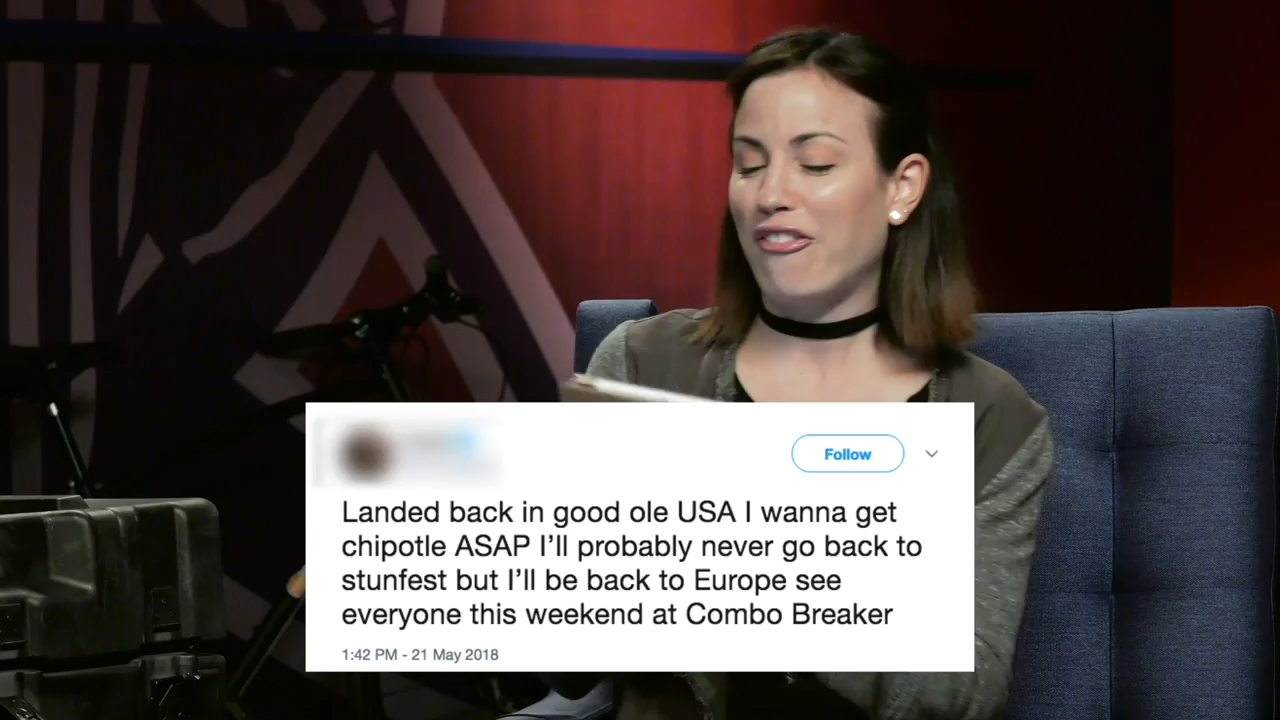 Follow
Landed back in good ole USA I wanna get
chipotle ASAP I’ll probably never go back to
stunfest but I’ll be back to Europe see
everyone this weekend at Combo Breaker
1:42 PM - 21 May 2018